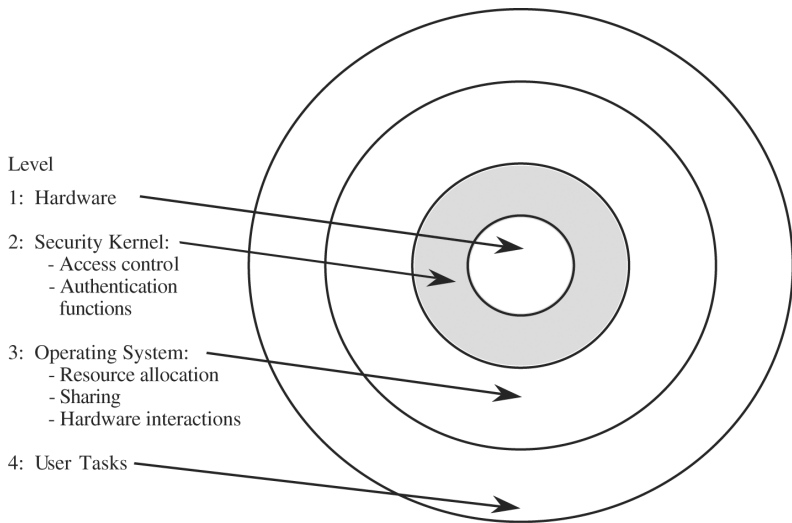 Level
1: Hardware
2: Security Kernel:
- Access control
- Authentication
functions
3: Operating System:
- Resource allocation
- Sharing
- Hardware interactions
4: User Tasks